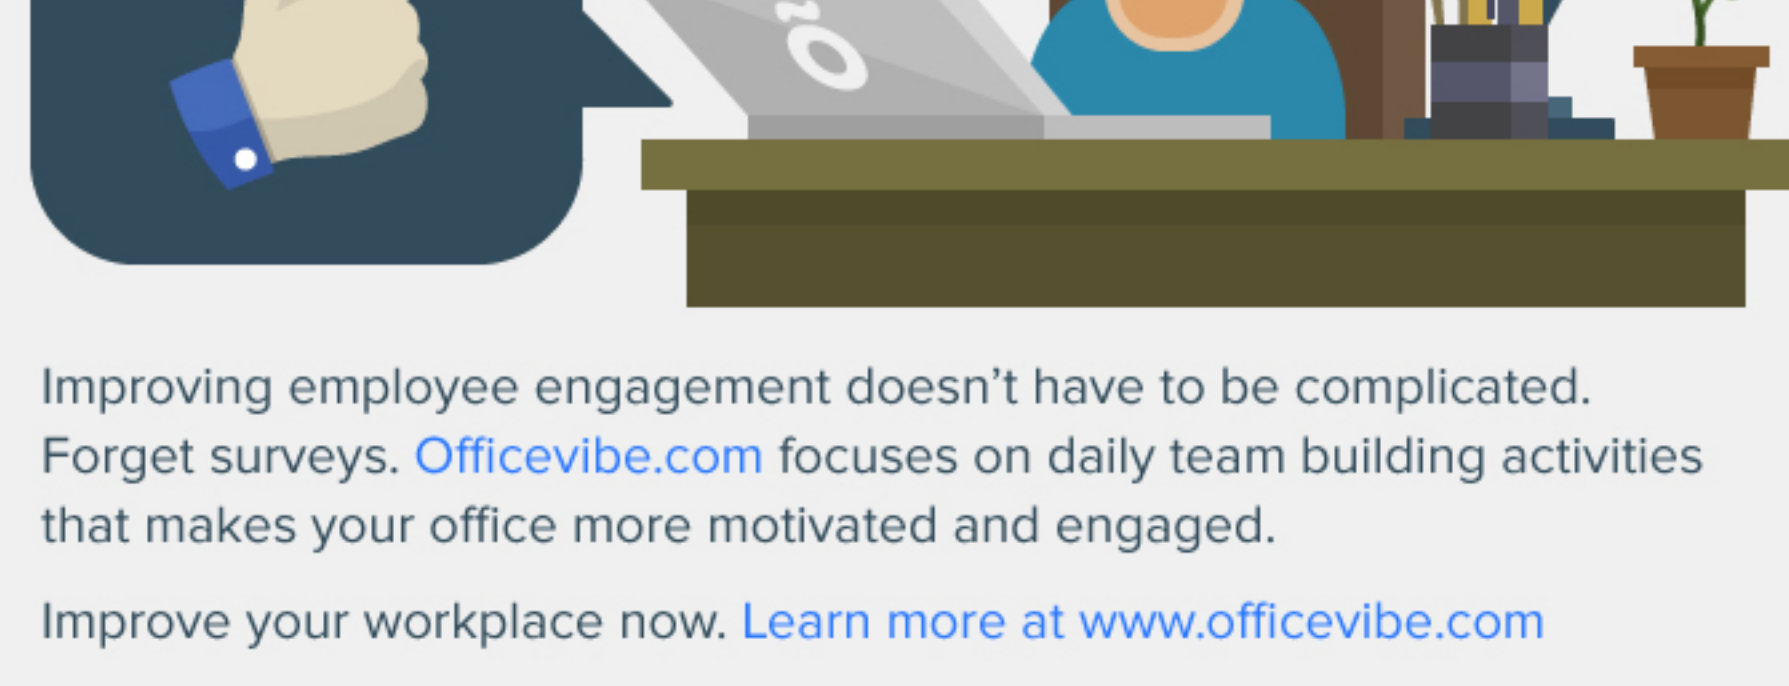 Improving employee engagement doesn’t have to be complicated.
Forget surveys. Officevibe.com focuses on daily team building activities
that makes your office more motivated and engaged.
Improve your workplace now. Learn more at www.officevibe.com